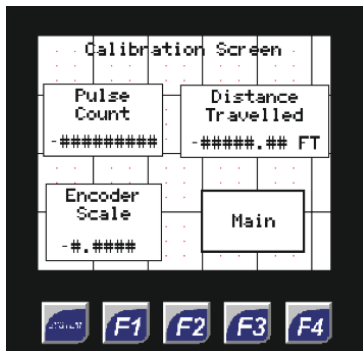 Calibration Screen
Pulse
Count
-#########
Distance
Travelled
-#####.## FT
Encoder
Scale
-#.####
Main
F1
F2
F3
F4